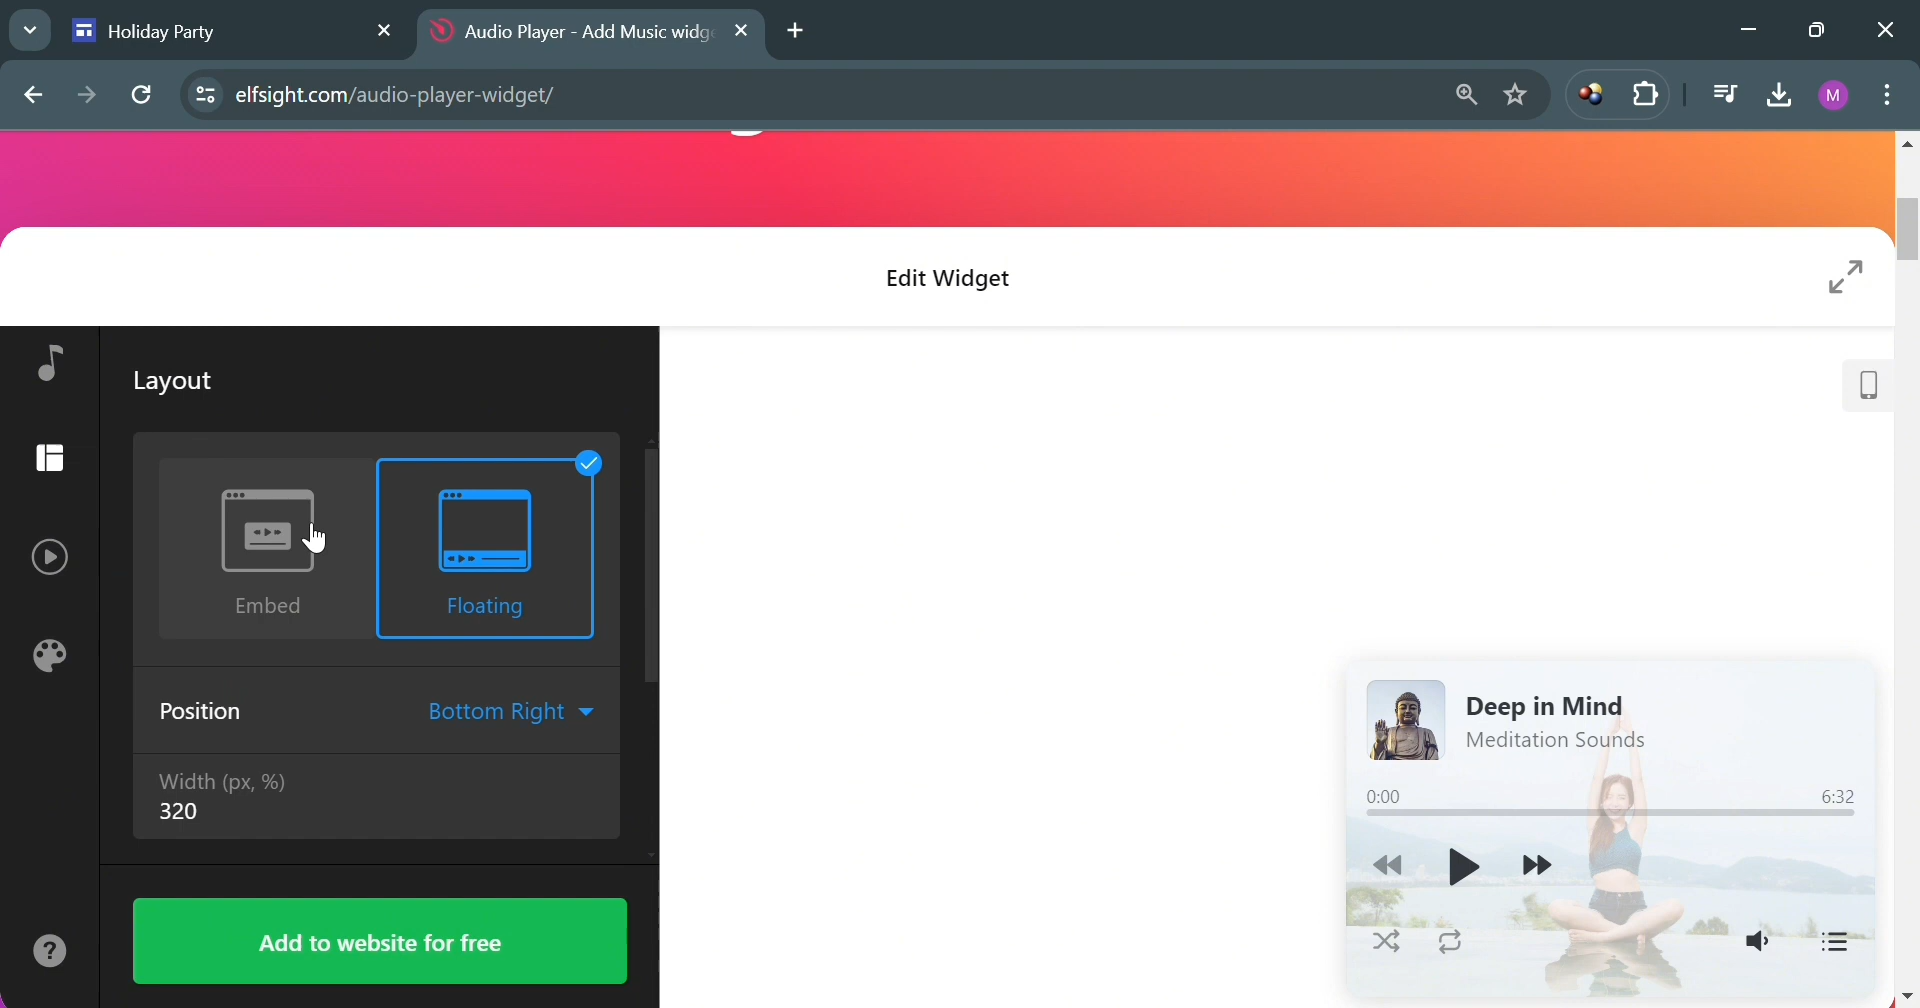 Holiday Party
Audio Player - Add Music widg
elfsight.com/audio-player-widget/
M
Edit Widget
Layout
Embed
Floating
Position
Bottom Right
Width (px, %)
320
Add to website for free
?
Deep in Mind
Meditation Sounds
0:00
6:32